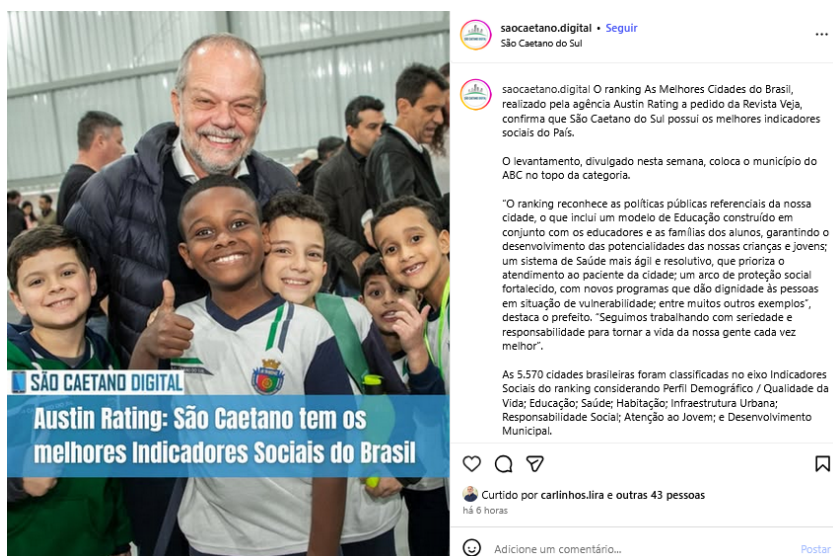 SÃO CAETANO DIGITAL
Austin Rating: São Caetano tem os
melhores Indicadores Sociais do Brasil
saocaetano.digital • Seguir
São Caetano do Sul
saocaetano.digital O ranking As Melhores Cidades do Brasil,
realizado pela agência Austin Rating a pedido da Revista Veja,
confirma que São Caetano do Sul possui os melhores indicadores
sociais do País.
O levantamento, divulgado nesta semana, coloca o município do
ABC no topo da categoria.
"O ranking reconhece as políticas públicas referenciais da nossa
cidade, o que inclui um modelo de Educação construído em
conjunto com os educadores e as famílias dos alunos, garantindo o
desenvolvimento das potencialidades das nossas crianças e jovens;
um sistema de Saúde mais ágil e resolutivo, que prioriza o
atendimento ao paciente da cidade; um arco de proteção social
fortalecido, com novos programas que dão dignidade às pessoas
em situação de vulnerabilidade; entre muitos outros exemplos",
destaca o prefeito. "Seguimos trabalhando com seriedade e
responsabilidade para tornar a vida da nossa gente cada vez
melhor".
As 5.570 cidades brasileiras foram classificadas no eixo Indicadores
Sociais do ranking considerando Perfil Demográfico / Qualidade da
Vida; Educação; Saúde; Habitação; Infraestrutura Urbana;
Responsabilidade Social; Atenção ao Jovem; e Desenvolvimento
Municipal.
Curtido por carlinhos.lira e outras 43 pessoas
há 6 horas
Adicione um comentário...
Postar